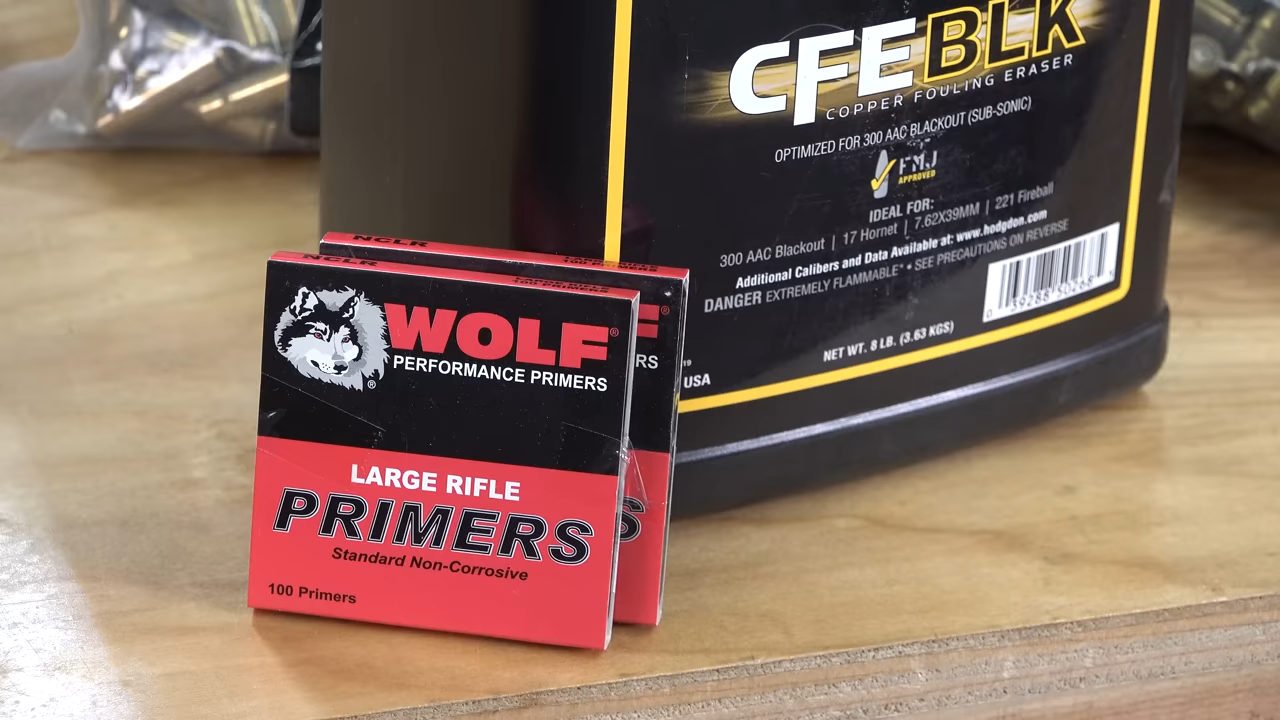 CFE BLK
COPPER FOULING ERASER
OPTIMIZED FOR 300 AAC BLACKOUT (SUB-SONIC)
FMJ
APPROVED
IDEAL FOR:
300 AAC Blackout | 17 Hornet | 7.62X39MM | 221 Fireball
Additional Calibers and Data Available at: www.hodgdon.com
DANGER EXTREMELY FLAMMABLE* • SEE PRECAUTIONS ON REVERSE
NET WT. 8 LB. (3.63 KGS)
USA
NCLR
NCLR
WOLF®
PERFORMANCE PRIMERS
LARGE RIFLE
PRIMERS
Standard Non-Corrosive
100 Primers
F®
RS
S